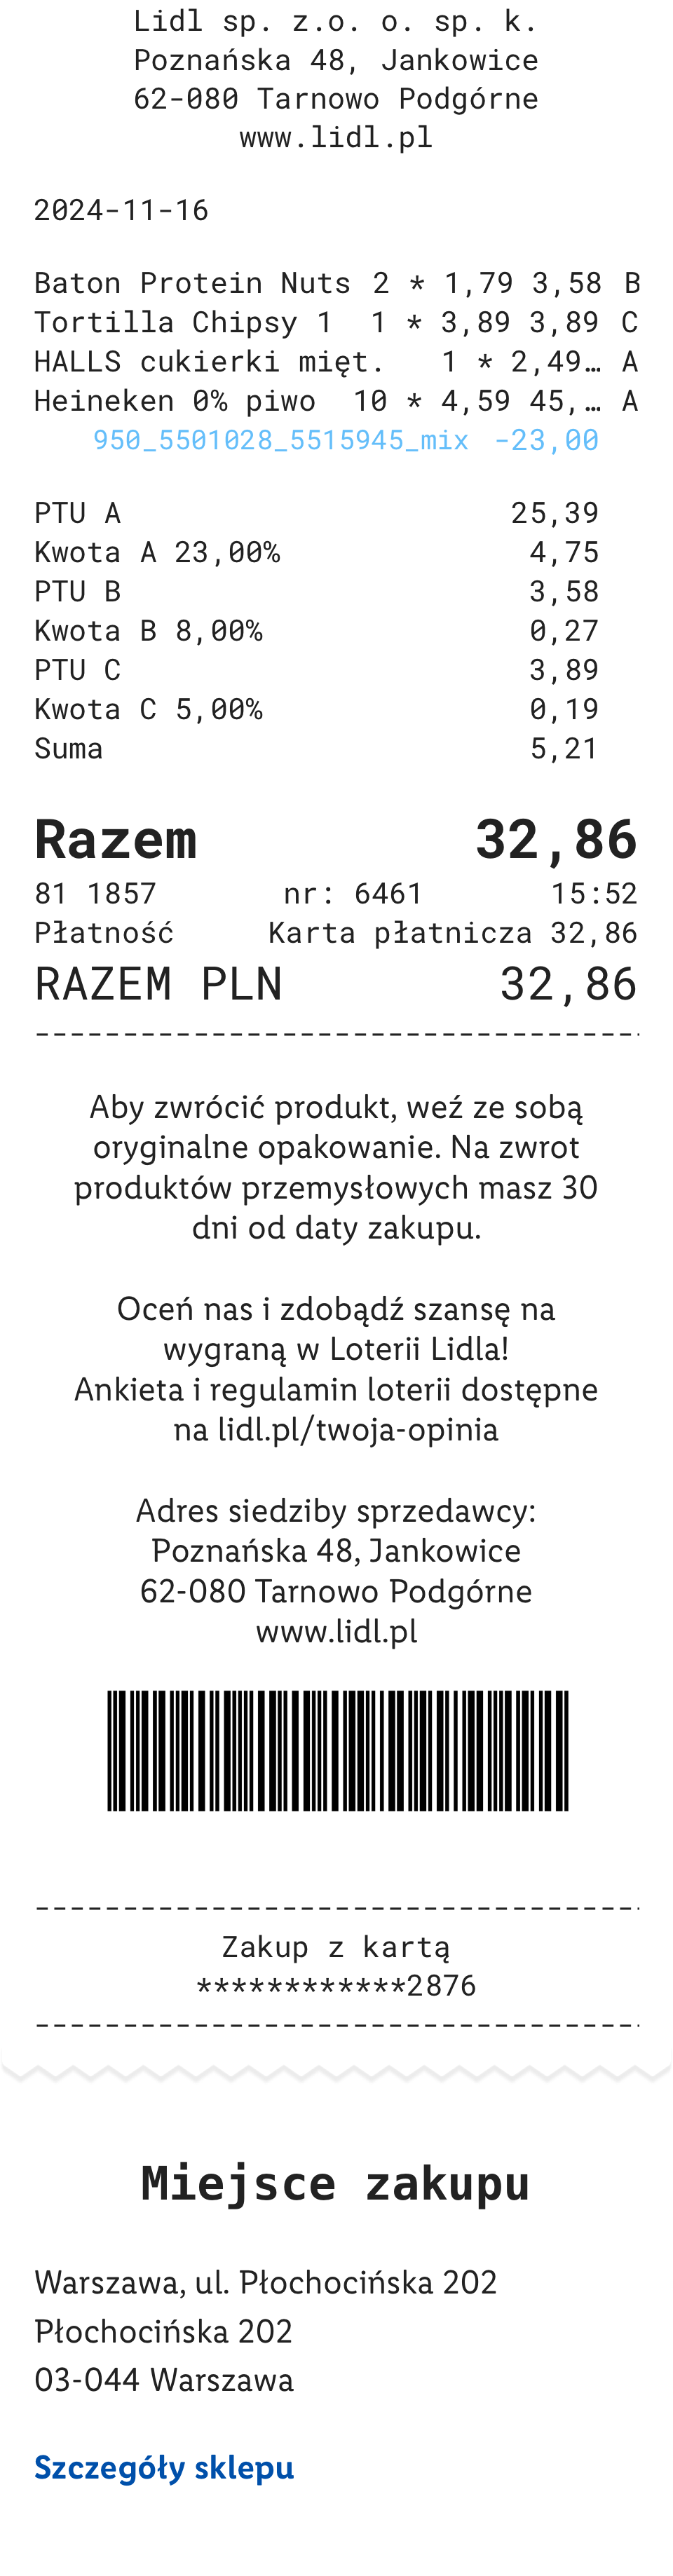 Lidl sp. z.o. o. sp. k.
Poznańska 48, Jankowice
62-080 Tarnowo Podgórne
www.lidl.pl
2024-11-16
Baton Protein Nuts 2 * 1,79 3,58 B
Tortilla Chipsy 1 1 * 3,89 3,89 C
HALLS cukierki mięt. 1 * 2,49… A
Heineken 0% piwo 10 * 4,59 45,… A
950_5501028_5515945_mix -23,00
PTU A 25,39
Kwota A 23,00% 4,75
PTU B 3,58
Kwota B 8,00% 0,27
PTU C 3,89
Kwota C 5,00% 0,19
Suma 5,21
Razem 32,86
81 1857 nr: 6461 15:52
Płatność Karta płatnicza 32,86
RAZEM PLN 32,86
Aby zwrócić produkt, weź ze sobą
oryginalne opakowanie. Na zwrot
produktów przemysłowych masz 30
dni od daty zakupu.
Oceń nas i zdobądź szansę na
wygraną w Loterii Lidla!
Ankieta i regulamin loterii dostępne
na lidl.pl/twoja-opinia
Adres siedziby sprzedawcy:
Poznańska 48, Jankowice
62-080 Tarnowo Podgórne
www.lidl.pl
Zakup z kartą
************2876
Miejsce zakupu
Warszawa, ul. Płochocińska 202
Płochocińska 202
03-044 Warszawa
Szczegóły sklepu